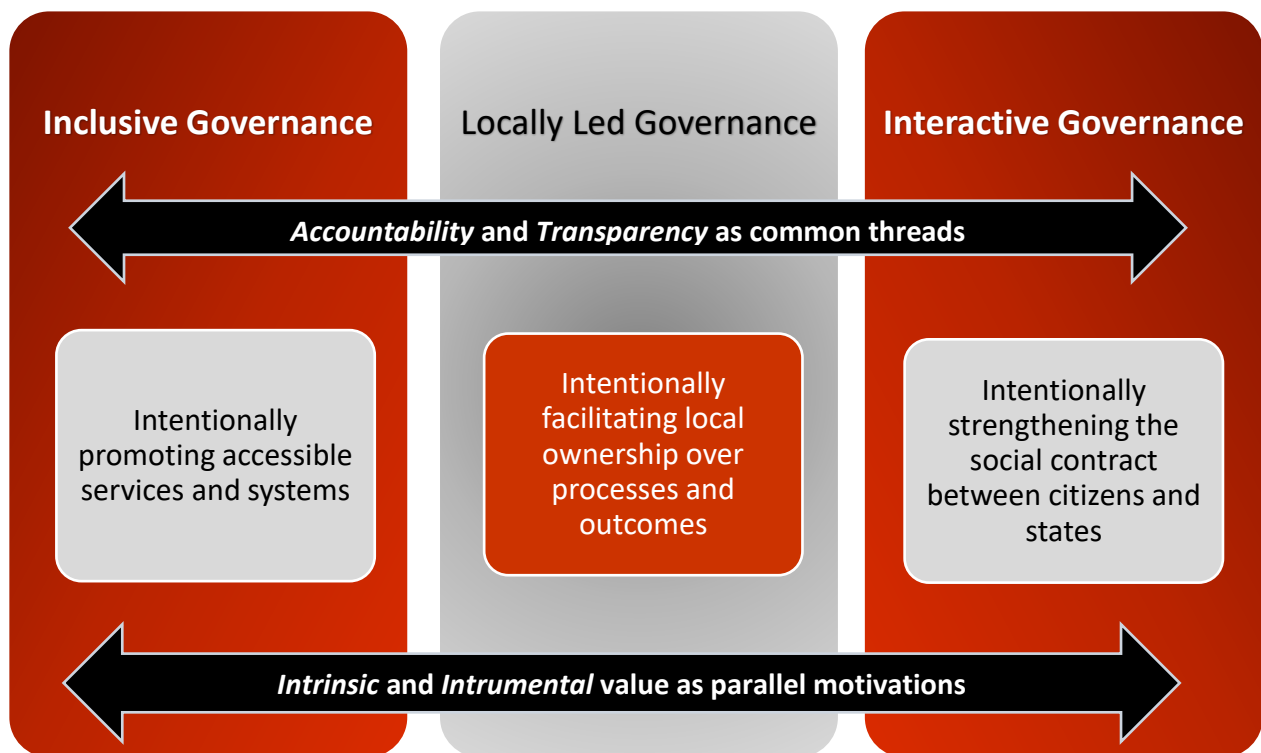 Inclusive Governance
Locally Led Governance
Interactive Governance
Accountability and Transparency as common threads
Intentionally
promoting accessible
services and systems
Intentionally
facilitating local
ownership over
processes and
outcomes
Intentionally
strengthening the
social contract
between citizens and
states
Intrinsic and Intrumental value as parallel motivations